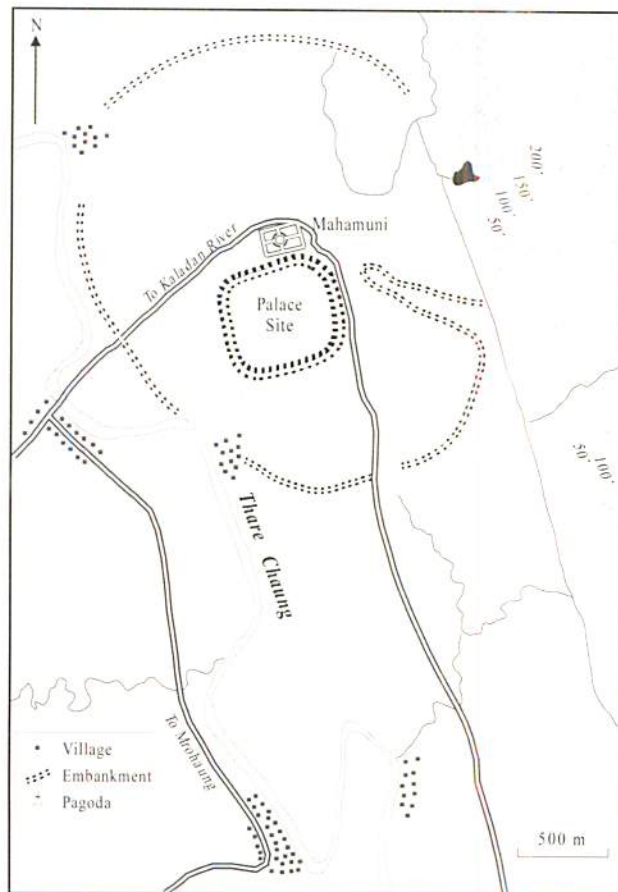 N
200'
150'
100'
50'
Mahamuni
To Kaladan River
Palace
Site
100'
50'
Thare Chaung
To Mrohaung
Village
Embankment
Pagoda
500 m